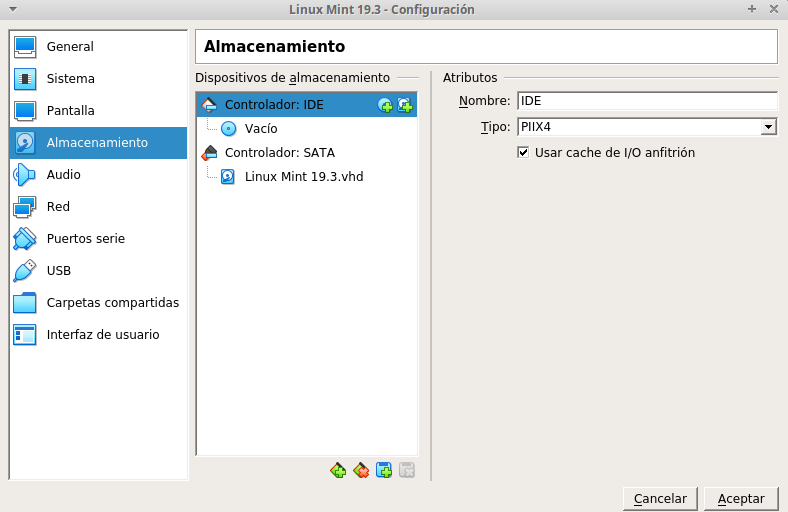 Linux Mint 19.3 - Configuración
General
Sistema
Pantalla
Almacenamiento
Audio
Red
Puertos serie
USB
Carpetas compartidas
Interfaz de usuario
Almacenamiento
Dispositivos de almacenamiento
Controlador: IDE
Vacío
Controlador: SATA
Linux Mint 19.3.vhd
Atributos
Nombre: IDE
Tipo: PIIX4
Usar cache de I/O anfitrión
Cancelar Aceptar